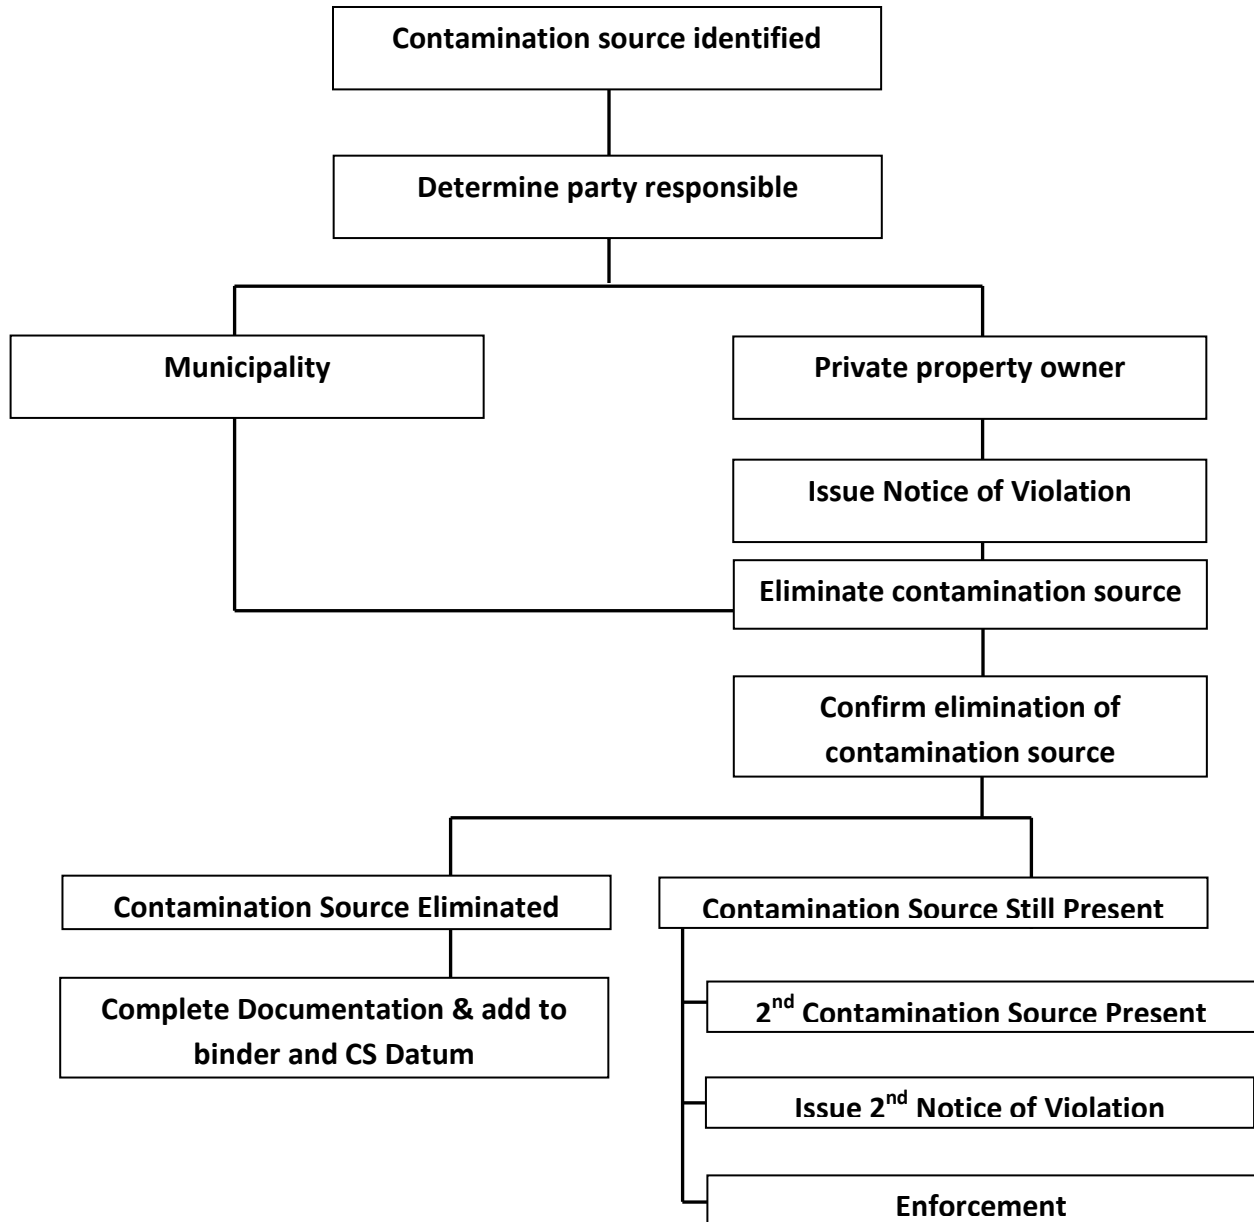 Contamination source identified
Determine party responsible
Municipality
Private property owner
Issue Notice of Violation
Eliminate contamination source
Confirm elimination of
contamination source
Contamination Source Eliminated
Contamination Source Still Present
Complete Documentation & add to
binder and CS Datum
2nd Contamination Source Present
Issue 2nd Notice of Violation
Enforcement